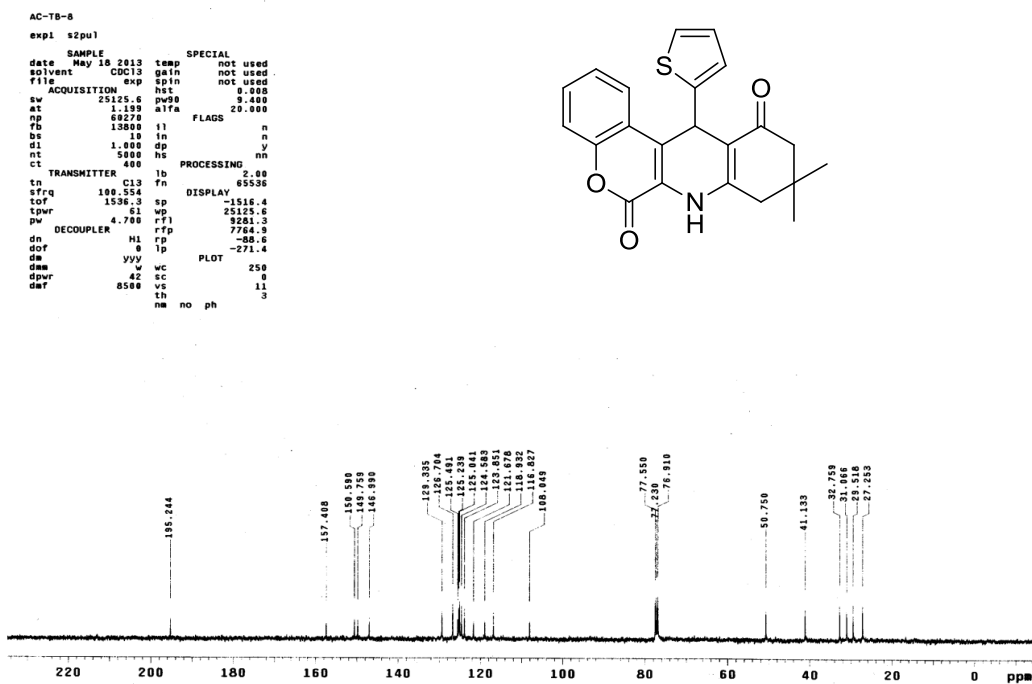 AC-TB-8
exp1 s2pul
SAMPLE SPECIAL
date May 18 2013 temp not used
solvent CDCl3 gain not used
file exp spin not used
ACQUISITION hst 0.008
sw 25125.6 pw90 9.400
at 1.199 alfa 20.000
np 60270 FLAGS
fb 13800 il n
bs 10 in n
d1 1.000 dp y
nt 5000 hs nn
ct 400 PROCESSING
TRANSMITTER lb 2.00
tn C13 fn 65536
sfrq 100.554 DISPLAY
tof 1536.3 sp -1516.4
tpwr 61 wp 25125.6
pw 4.700 rfl 9281.3
DECOUPLER rfp 7764.9
dn H1 rp -88.6
dof 0 lp -271.4
dm yyy PLOT
dmm w wc 250
dpwr 42 sc 0
dmf 8500 vs 11
th 3
nm no ph
S
O
O
N
H
O
195.244
157.408
150.590
149.759
146.990
129.335
126.704
125.491
125.239
125.041
124.583
123.851
121.678
118.932
116.827
108.049
77.550
77.230
76.910
50.750
41.133
32.759
31.066
29.518
27.253
220 200 180 160 140 120 100 80 60 40 20 0 ppm